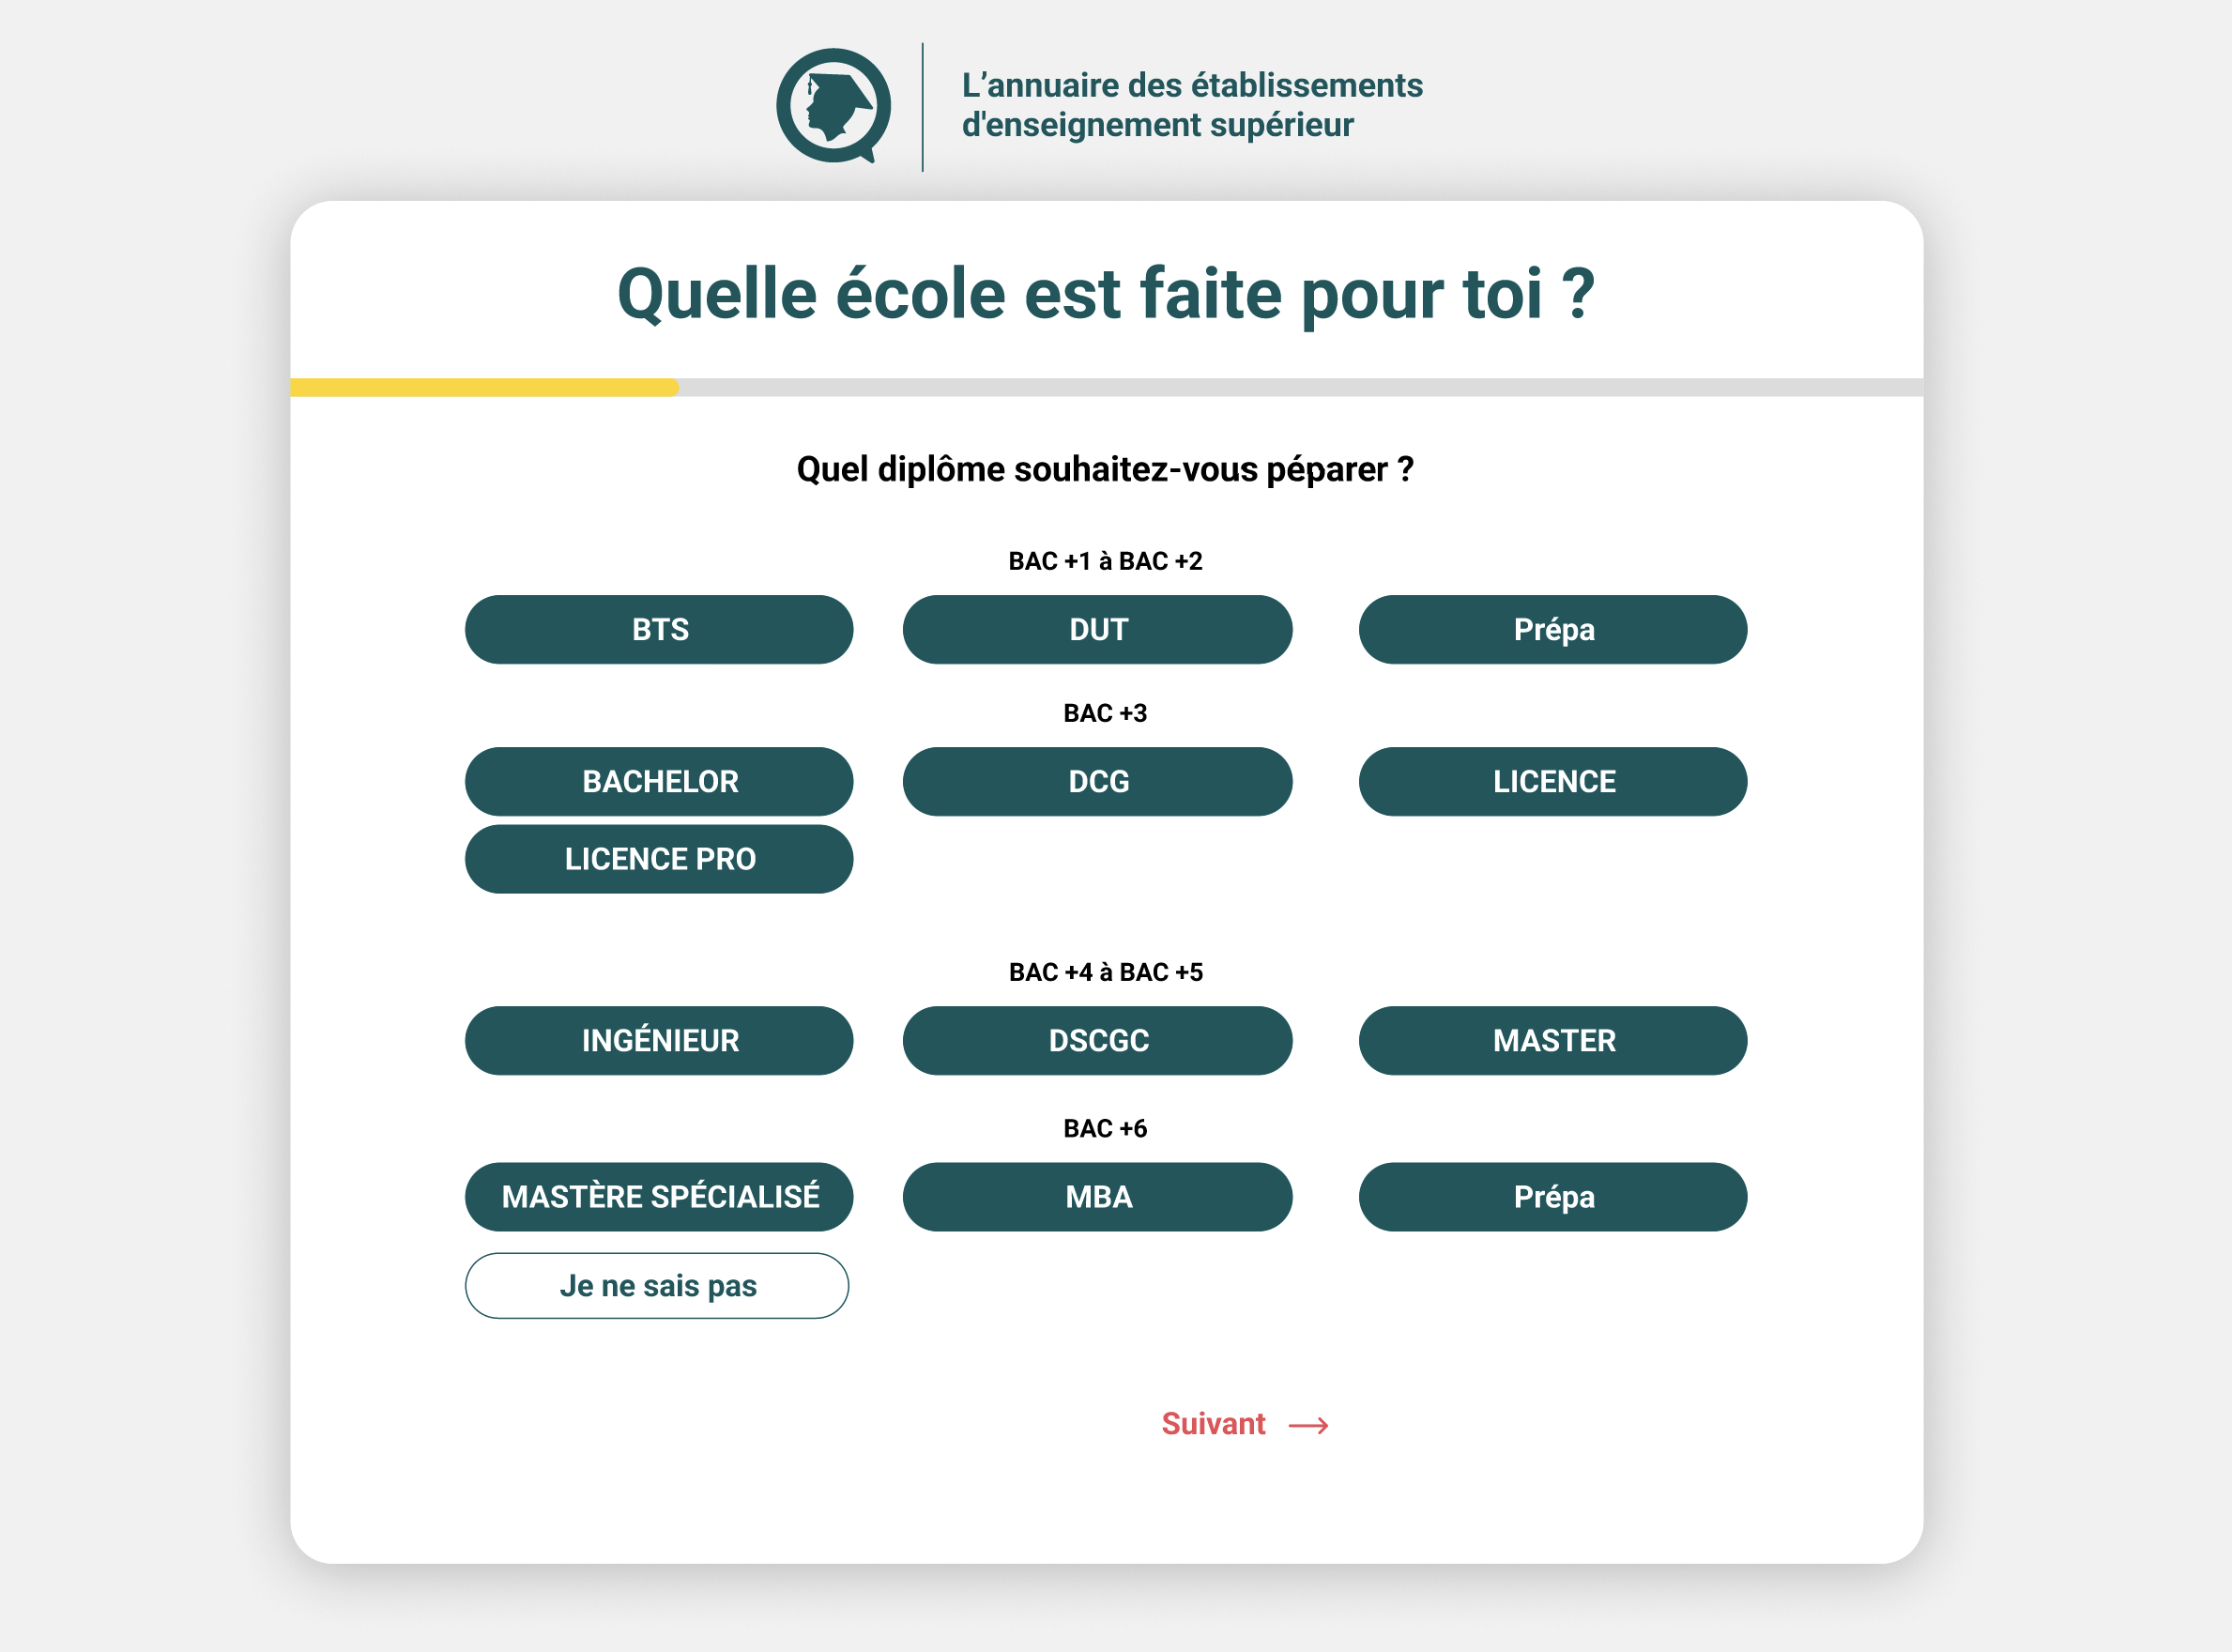 L’annuaire des établissements
d'enseignement supérieur
Quelle école est faite pour toi ?
Quel diplôme souhaitez-vous péparer ?
BAC +1 à BAC +2
BTS
DUT
Prépa
BAC +3
BACHELOR
DCG
LICENCE
LICENCE PRO
BAC +4 à BAC +5
INGÉNIEUR
DSCGC
MASTER
BAC +6
MASTÈRE SPÉCIALISÉ
MBA
Prépa
Je ne sais pas
Suivant